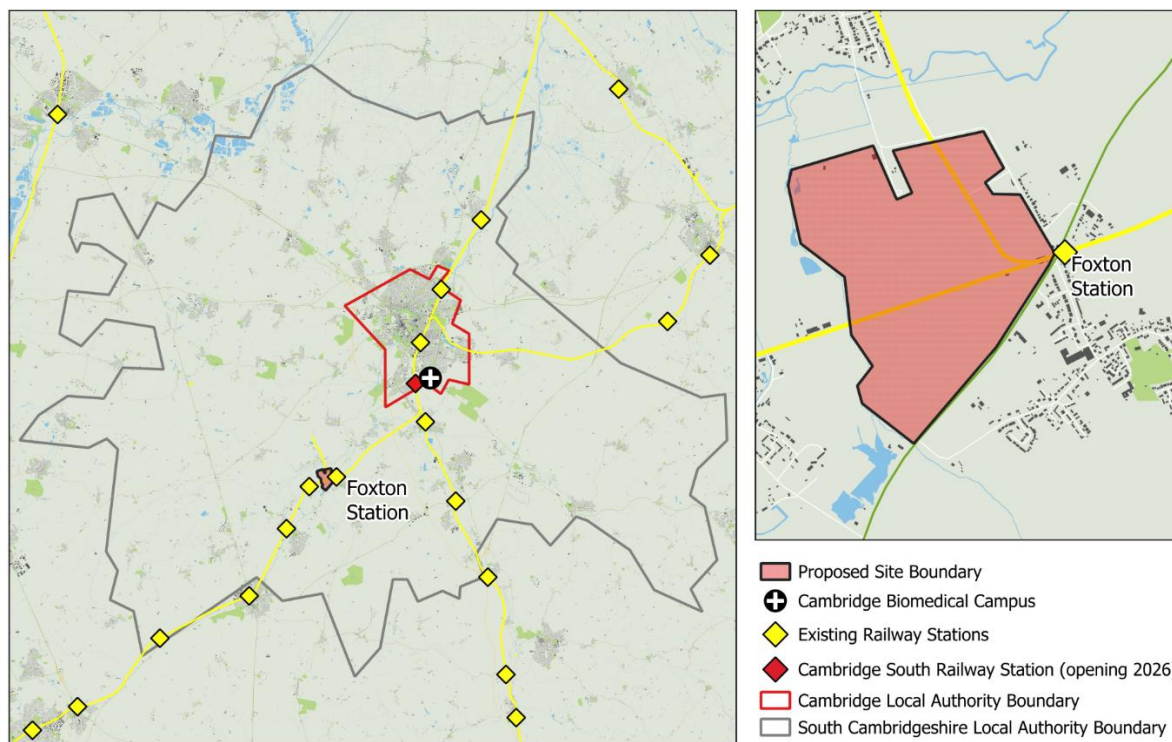 Foxton
Station
Foxton
Station
Proposed Site Boundary
Cambridge Biomedical Campus
Existing Railway Stations
Cambridge South Railway Station (opening 2026
Cambridge Local Authority Boundary
South Cambridgeshire Local Authority Boundary